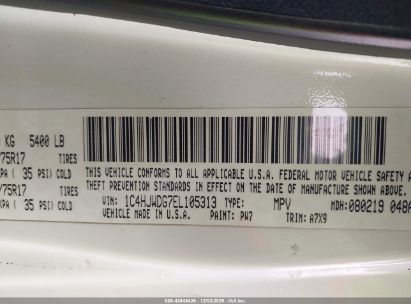 KG 5400 LB
75R17 TIRES
PA ( 35 PSI) COLD
75R17 TIRES
PA ( 35 PSI) COLD
THIS VEHICLE CONFORMS TO ALL APPLICABLE U.S.A. FEDERAL MOTOR VEHICLE SAFETY A
THEFT PREVENTION STANDARDS IN EFFECT ON THE DATE OF MANUFACTURE SHOWN ABOVE.
VIN: 1C4HJWDG7EL105313 TYPE: MPV MDH: 080219 048
VEHICLE MADE IN U.S.A. PAINT: PW7 TRIM: A7X9